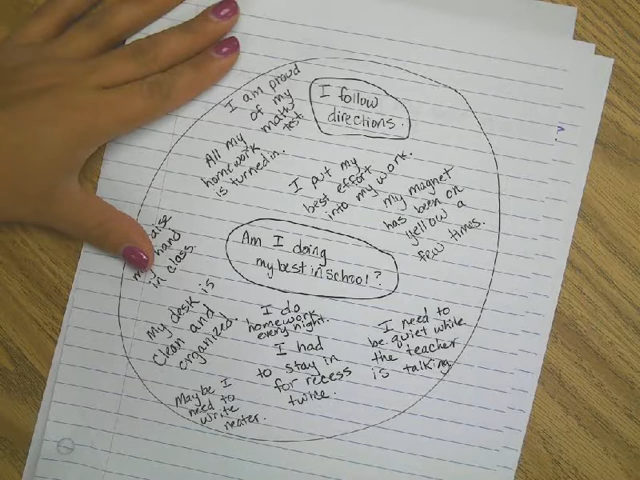 I am proud
of my
math
test.
I follow
directions.
All my
homework
is turned in.
I put my
best effort
into my work.
my magnet
has been on
yellow a
few times.
raise
my hand
in class.
Am I doing
my best in school?
My desk is
clean and
organized.
I do
homework
every night.
I had
to stay in
for recess
twice.
I need to
be quiet while
the teacher
is talking.
Maybe I
need to
write
neater.